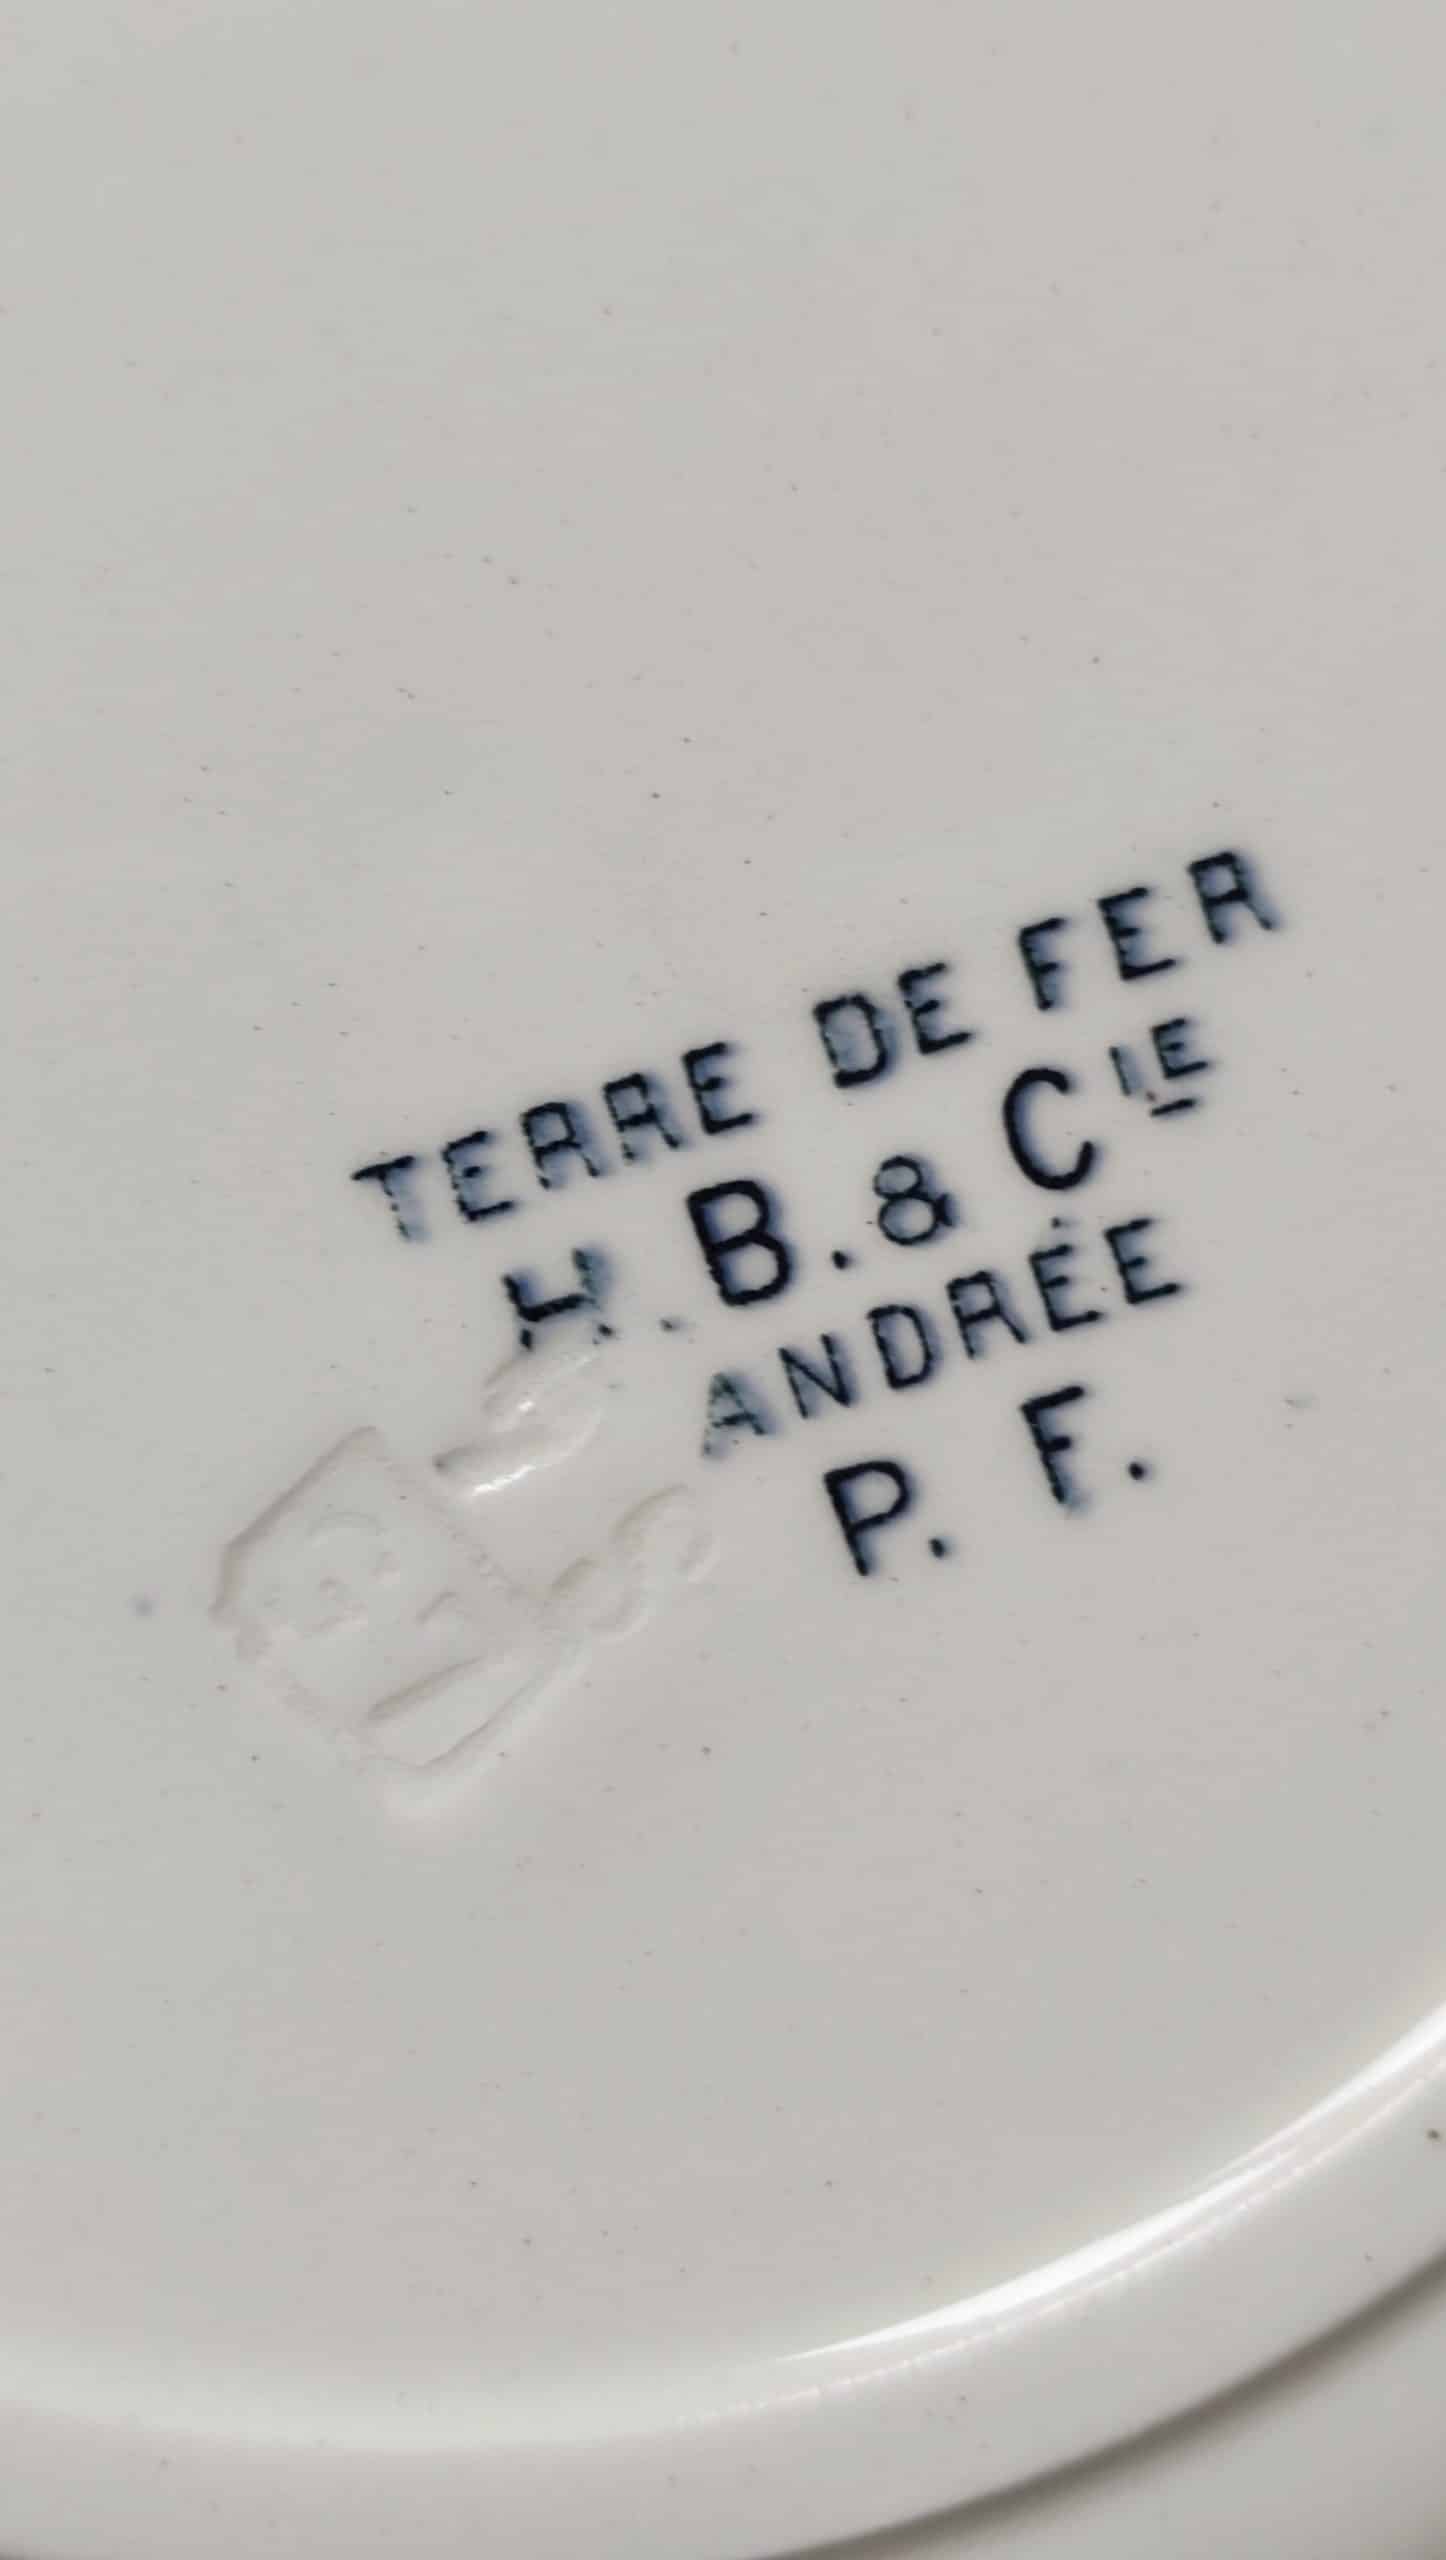 TERRE DE FER
H. B. & CIE
ANDRÉE
P. F.